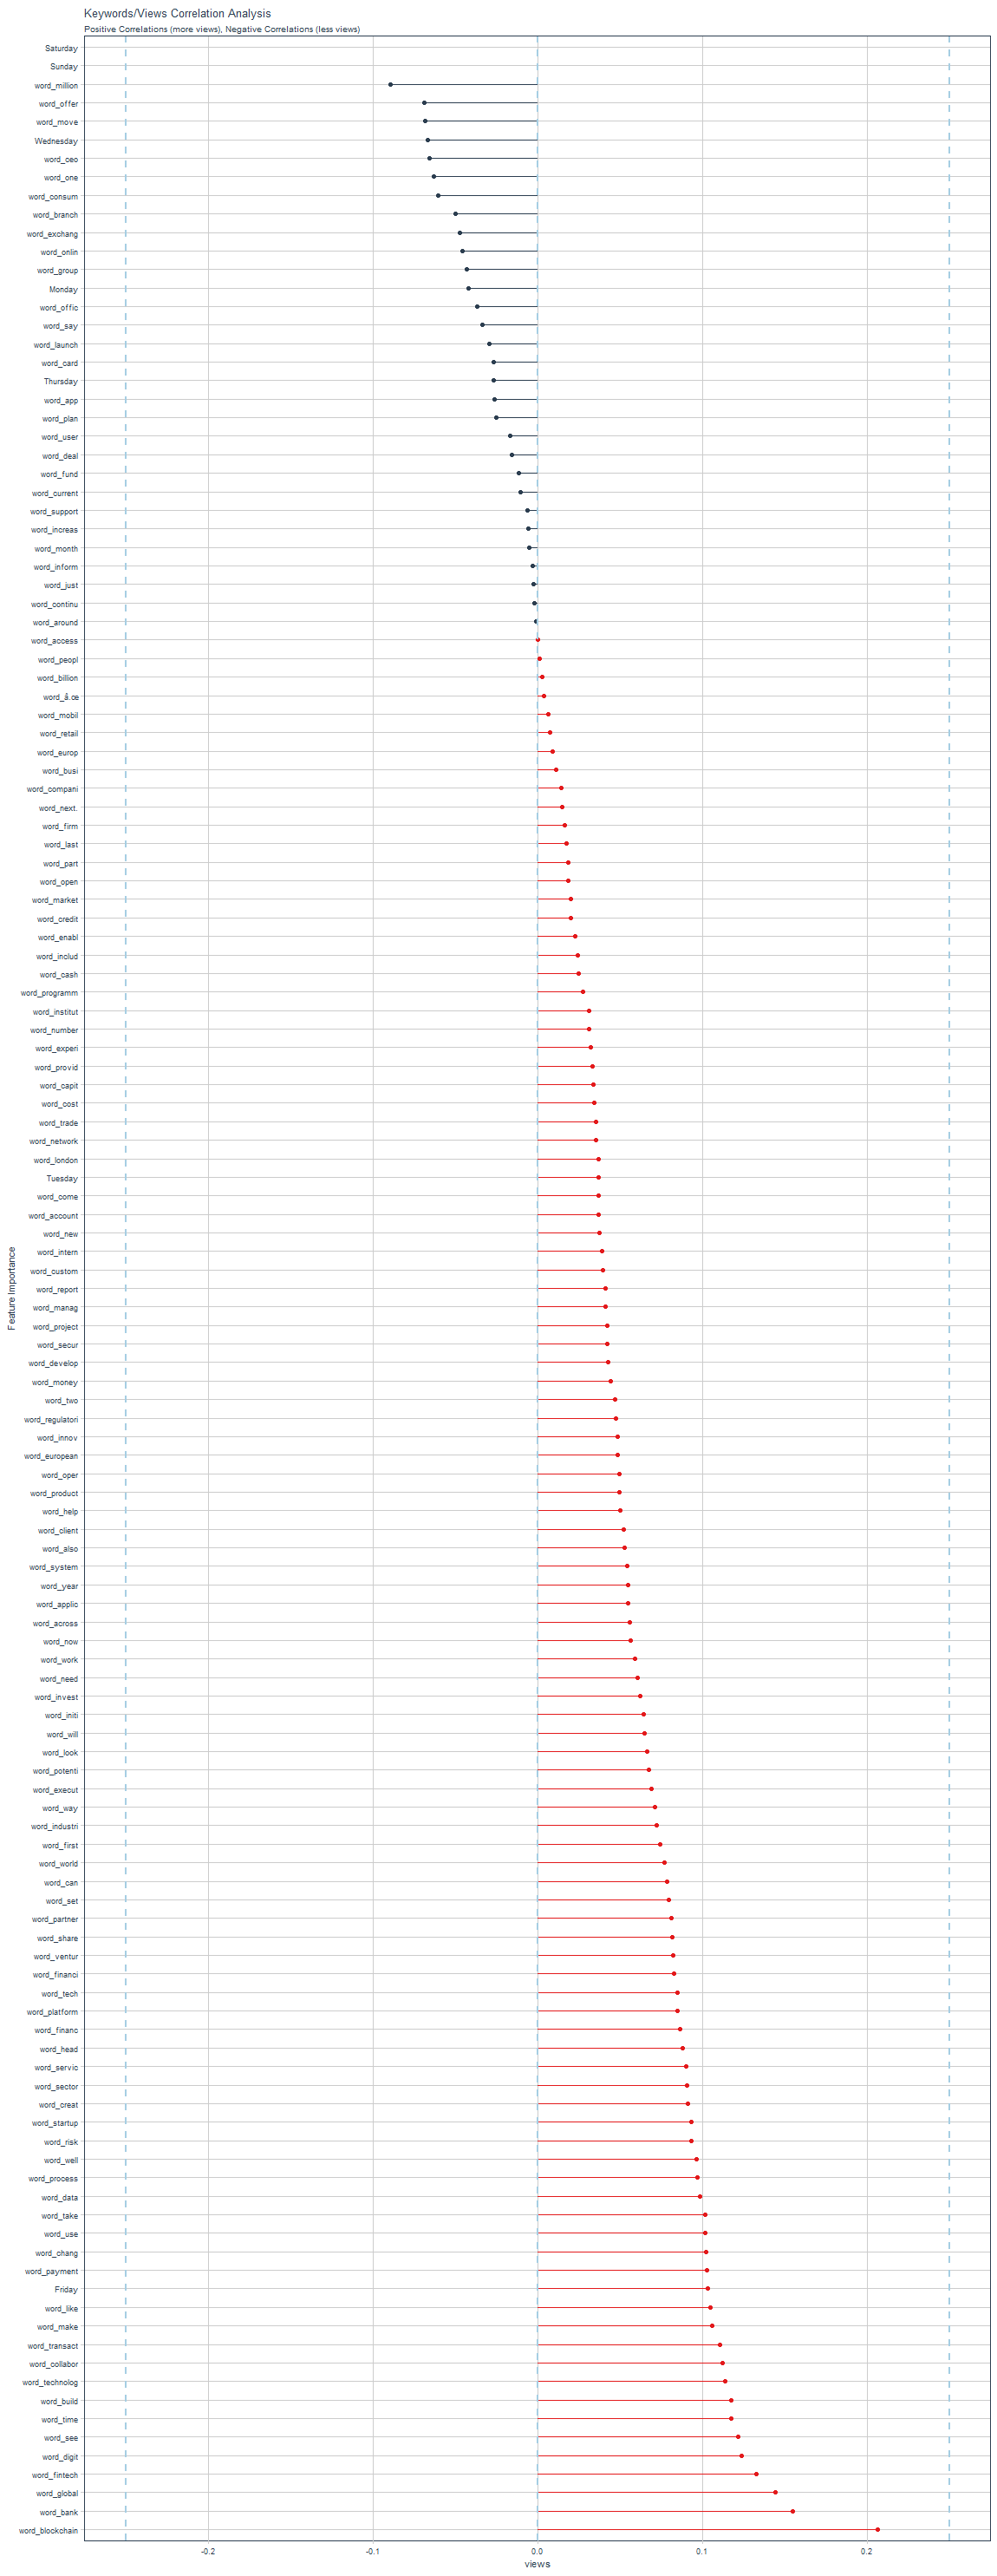 Keywords/Views Correlation Analysis
Positive Correlations (more views), Negative Correlations (less views)
Saturday
Sunday
word_million
word_offer
word_move
Wednesday
word_ceo
word_one
word_consum
word_branch
word_exchang
word_onlin
word_group
Monday
word_offic
word_say
word_launch
word_card
Thursday
word_app
word_plan
word_user
word_deal
word_fund
word_current
word_support
word_increas
word_month
word_inform
word_just
word_continu
word_around
word_access
word_peopl
word_billion
word_â.œ
word_mobil
word_retail
word_europ
word_busi
word_compani
word_next.
word_firm
word_last
word_part
word_open
word_market
word_credit
word_enabl
word_includ
word_cash
word_programm
word_institut
word_number
word_experi
word_provid
word_capit
word_cost
word_trade
word_network
word_london
Tuesday
word_come
word_account
word_new
word_intern
word_custom
word_report
word_manag
word_project
word_secur
word_develop
word_money
word_two
word_regulatori
word_innov
word_european
word_oper
word_product
word_help
word_client
word_also
word_system
word_year
word_applic
word_across
word_now
word_work
word_need
word_invest
word_initi
word_will
word_look
word_potenti
word_execut
word_way
word_industri
word_first
word_world
word_can
word_set
word_partner
word_share
word_ventur
word_financi
word_tech
word_platform
word_financ
word_head
word_servic
word_sector
word_creat
word_startup
word_risk
word_well
word_process
word_data
word_take
word_use
word_chang
word_payment
Friday
word_like
word_make
word_transact
word_collabor
word_technolog
word_build
word_time
word_see
word_digit
word_fintech
word_global
word_bank
word_blockchain
Feature Importance
-0.2 -0.1 0.0 0.1 0.2
views